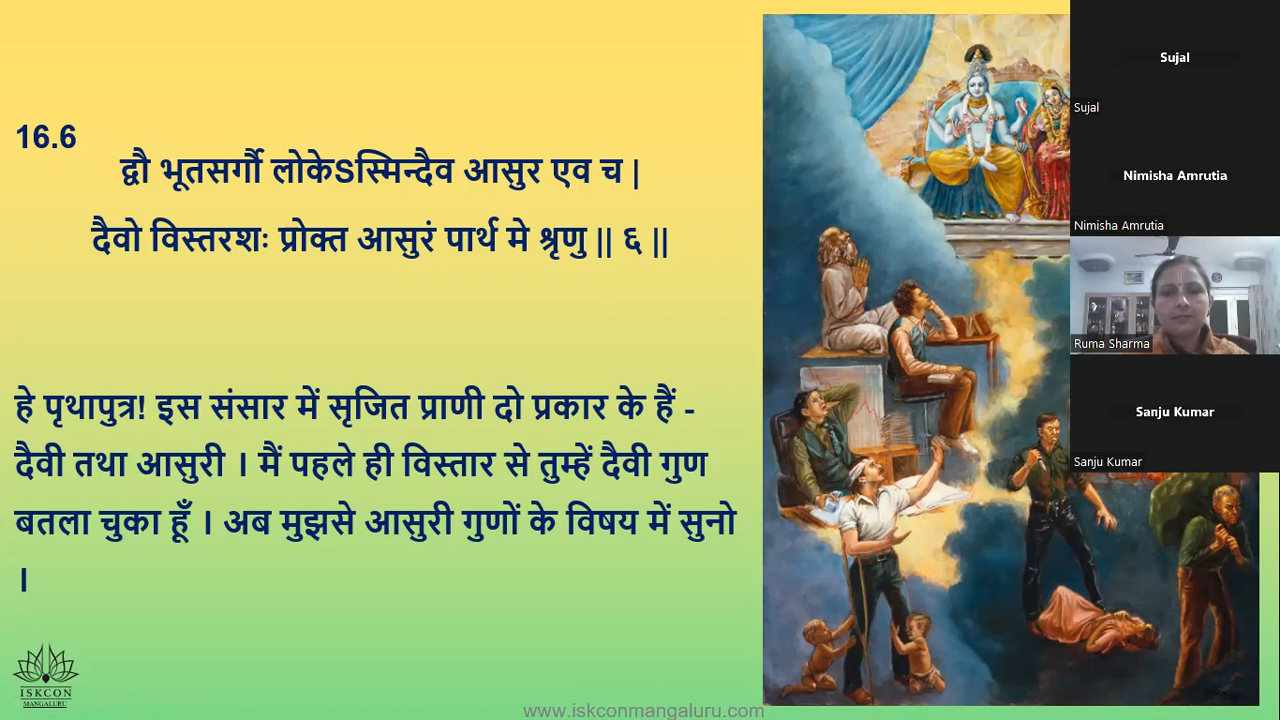 16.6
द्वौ भूतसर्गौ लोकेSस्मिन्दैव आसुर एव च |
दैवो विस्तरशः प्रोक्त आसुरं पार्थ मे श्रृणु || ६ ||
हे पृथापुत्र! इस संसार में सृजित प्राणी दो प्रकार के हैं -
दैवी तथा आसुरी । मैं पहले ही विस्तार से तुम्हें दैवी गुण
बतला चुका हूँ । अब मुझसे आसुरी गुणों के विषय में सुनो
।
ISKCON
MANGALURU
www.iskconmangaluru.com
Sujal
Sujal
Nimisha Amrutia
Nimisha Amrutia
Ruma Sharma
Sanju Kumar
Sanju Kumar